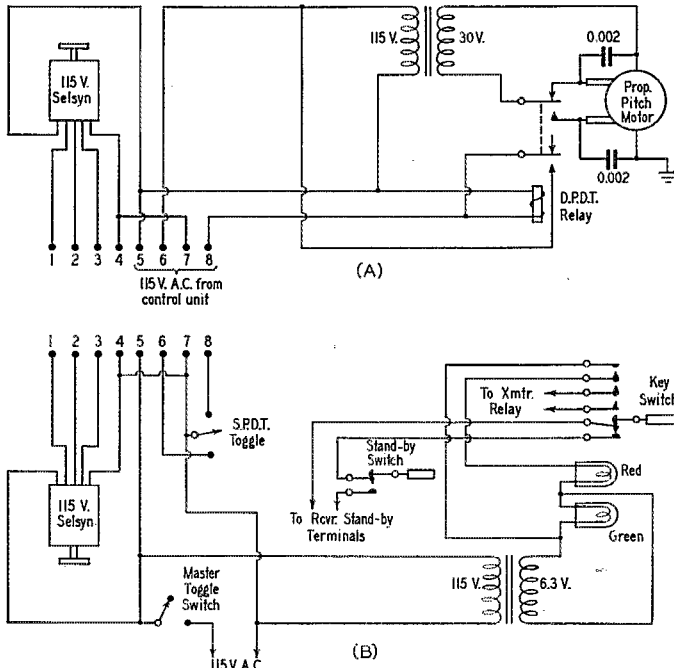 115 V.
Selsyn
115 V.
30 V.
0.002
Prop.
Pitch
Motor
0.002
D.P.D.T.
Relay
1 2 3 4 5 6 7 8
115 V. A.C. from
control unit
(A)
1 2 3 4 5 6 7 8
S.P.D.T.
Toggle
115 V.
Selsyn
Master
Toggle
Switch
115 V. A.C.
To Xmtr.
Relay
Key
Switch
Stand-by
Switch
To Rcvr. Stand-by
Terminals
Red
Green
115 V.
6.3 V.
(B)